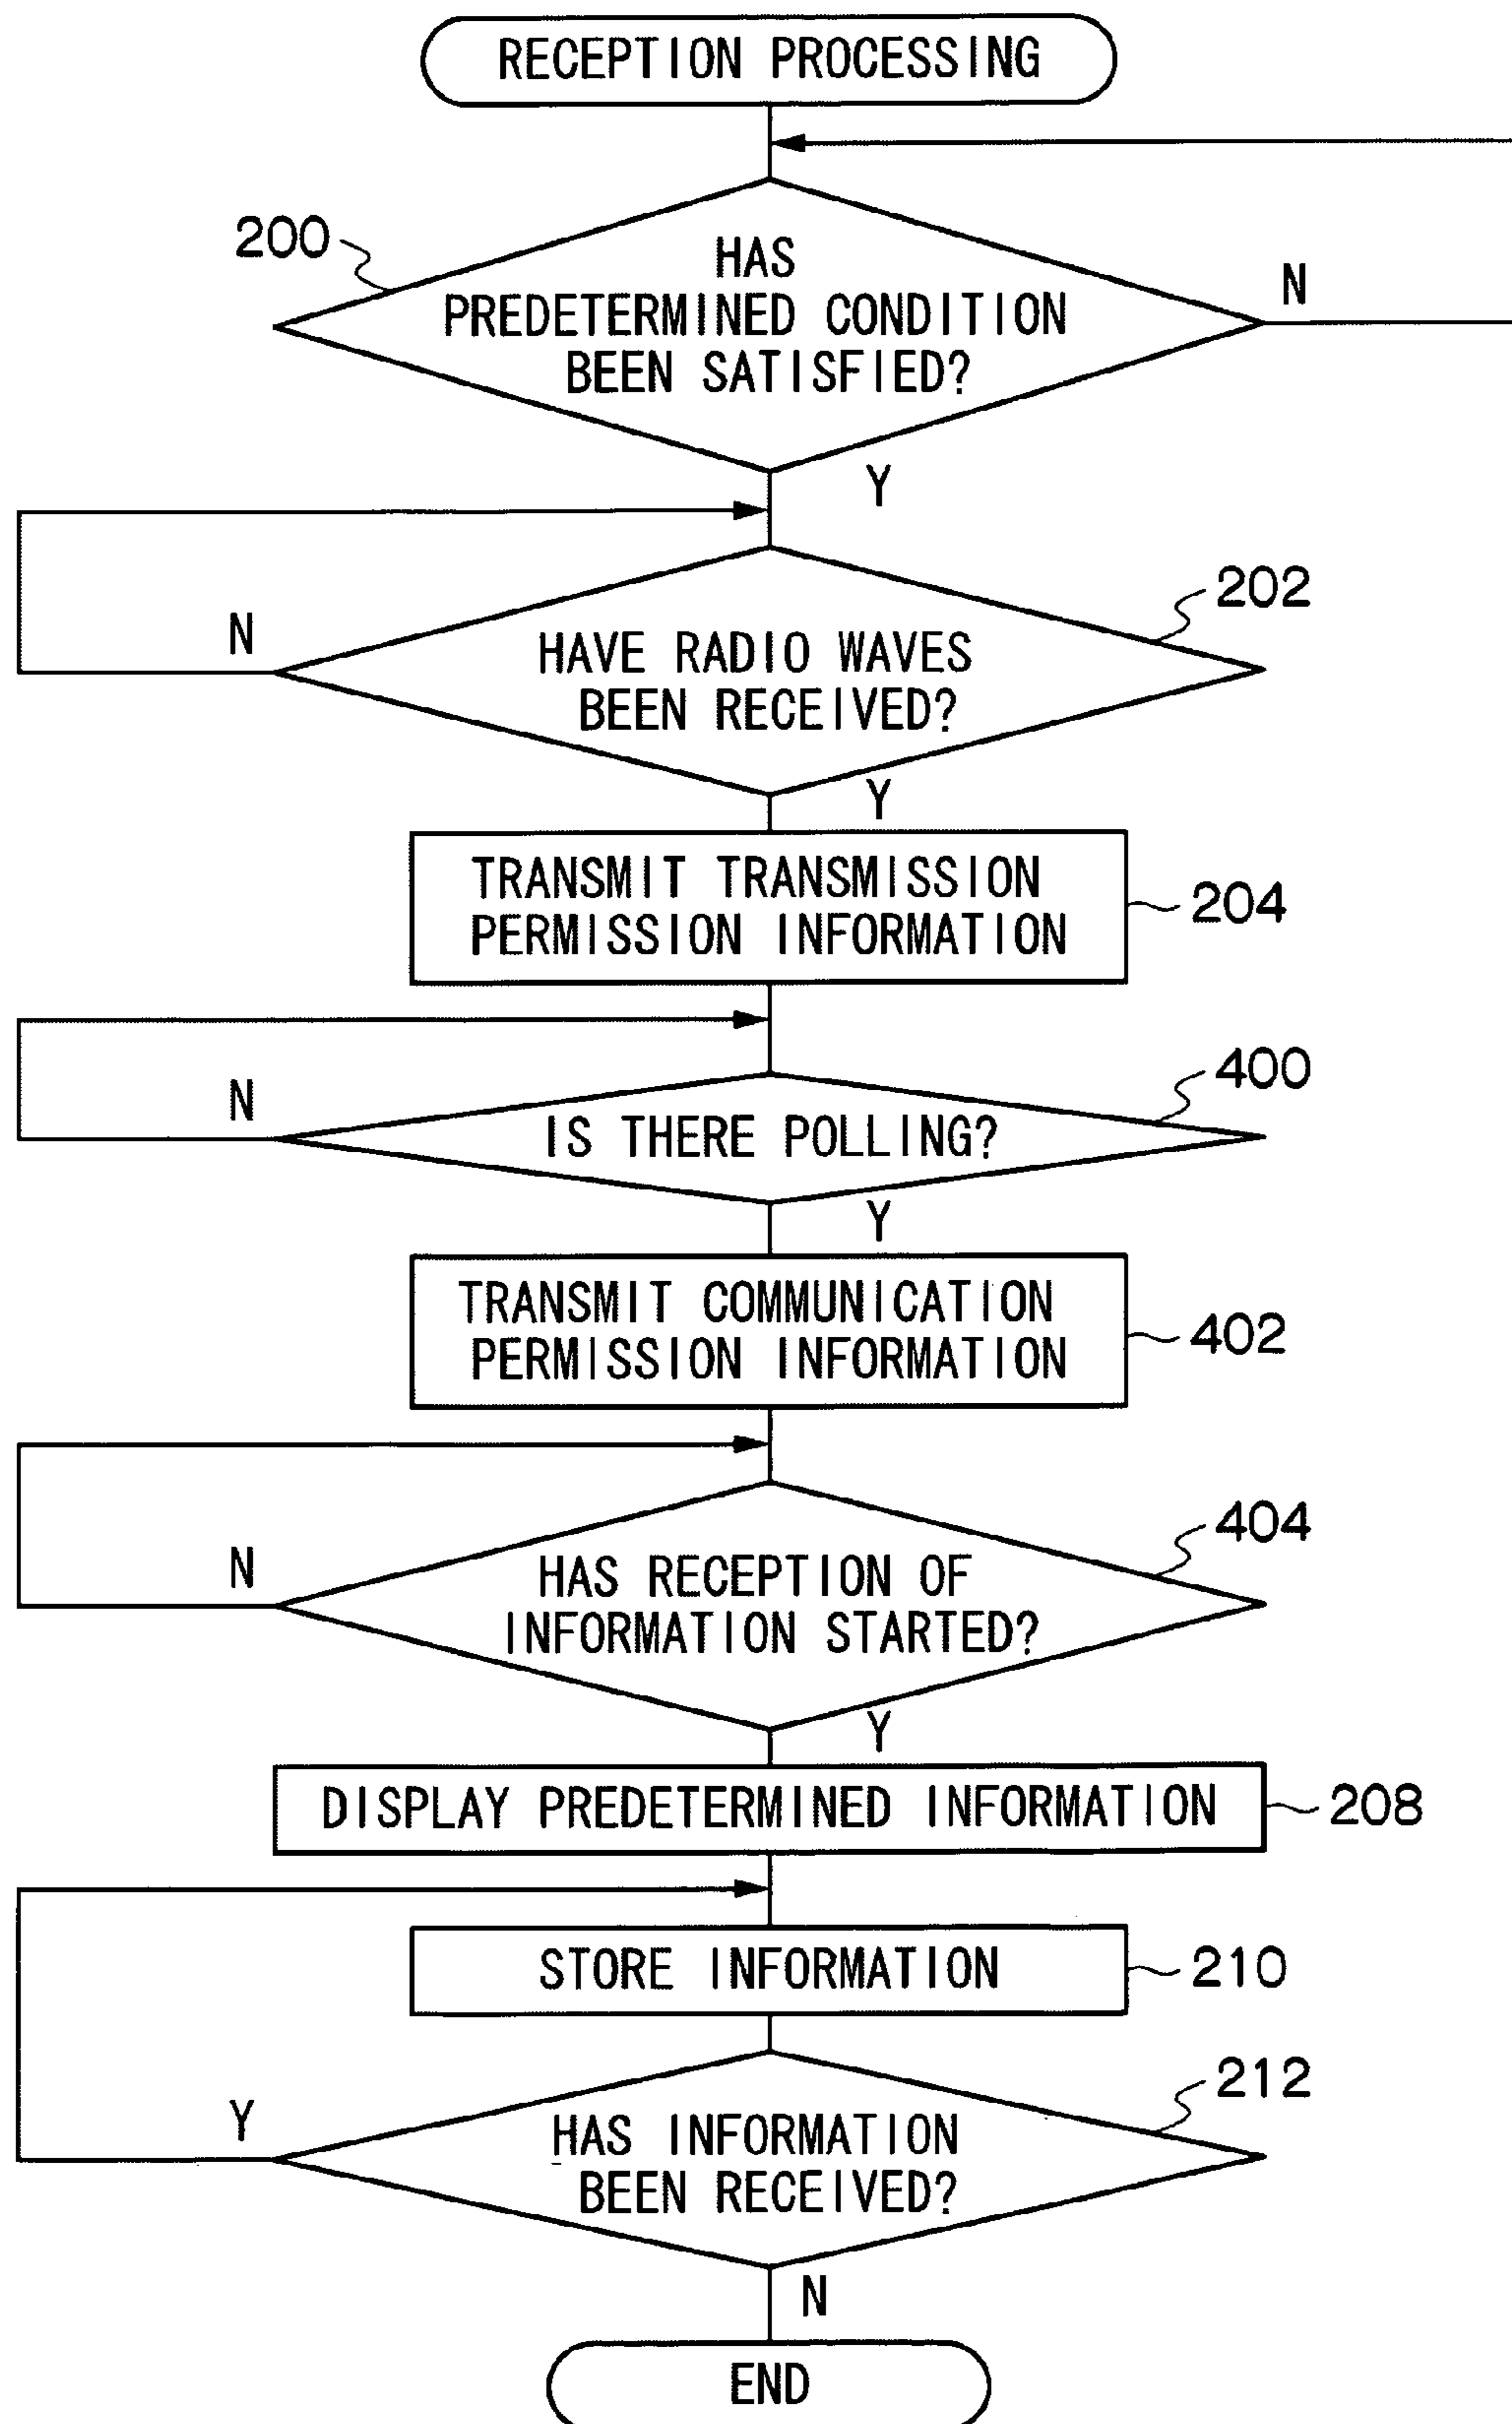 RECEPTION PROCESSING
200
HAS
PREDETERMINED CONDITION
BEEN SATISFIED?
N
Y
202
HAVE RADIO WAVES
BEEN RECEIVED?
N
Y
TRANSMIT TRANSMISSION
PERMISSION INFORMATION
204
400
N
IS THERE POLLING?
Y
TRANSMIT COMMUNICATION
PERMISSION INFORMATION
402
404
N
HAS RECEPTION OF
INFORMATION STARTED?
Y
DISPLAY PREDETERMINED INFORMATION
208
STORE INFORMATION
210
212
Y
HAS INFORMATION
BEEN RECEIVED?
N
END